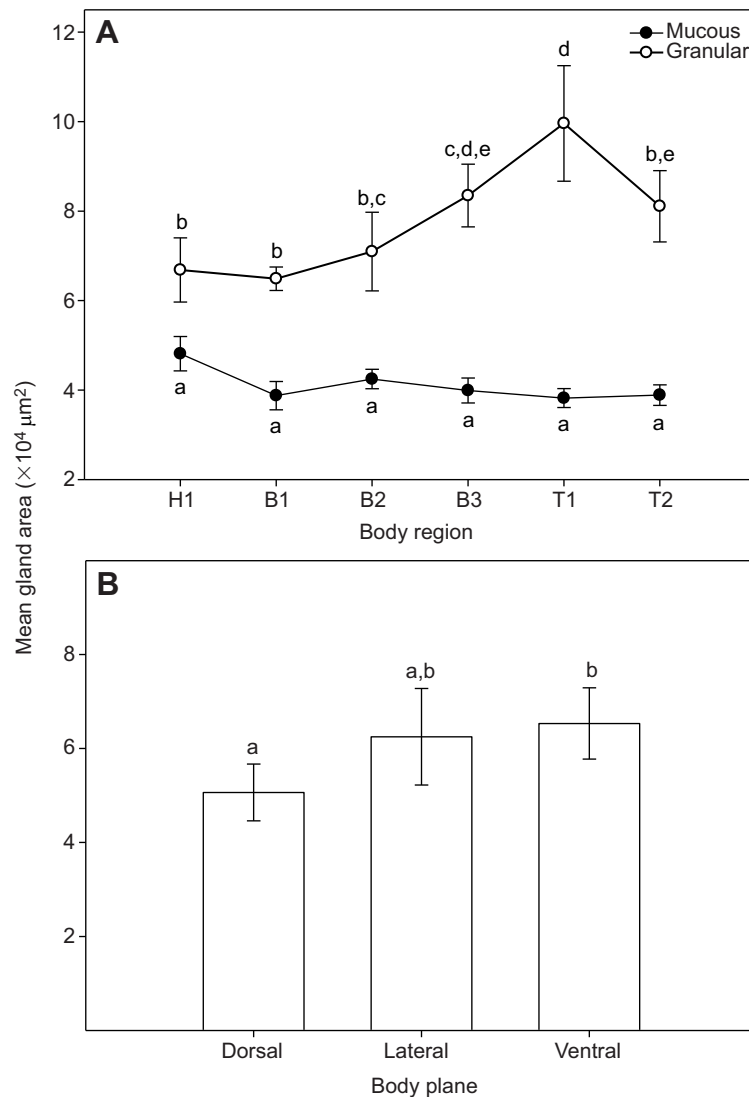 A
Mucous
Granular
12
10
8
6
4
2
b
b
b,c
c,d,e
d
b,e
a
a
a
a
a
a
H1 B1 B2 B3 T1 T2
Body region
Mean gland area (×10⁴ μm²)
B
8
6
4
2
a
a,b
b
Dorsal Lateral Ventral
Body plane